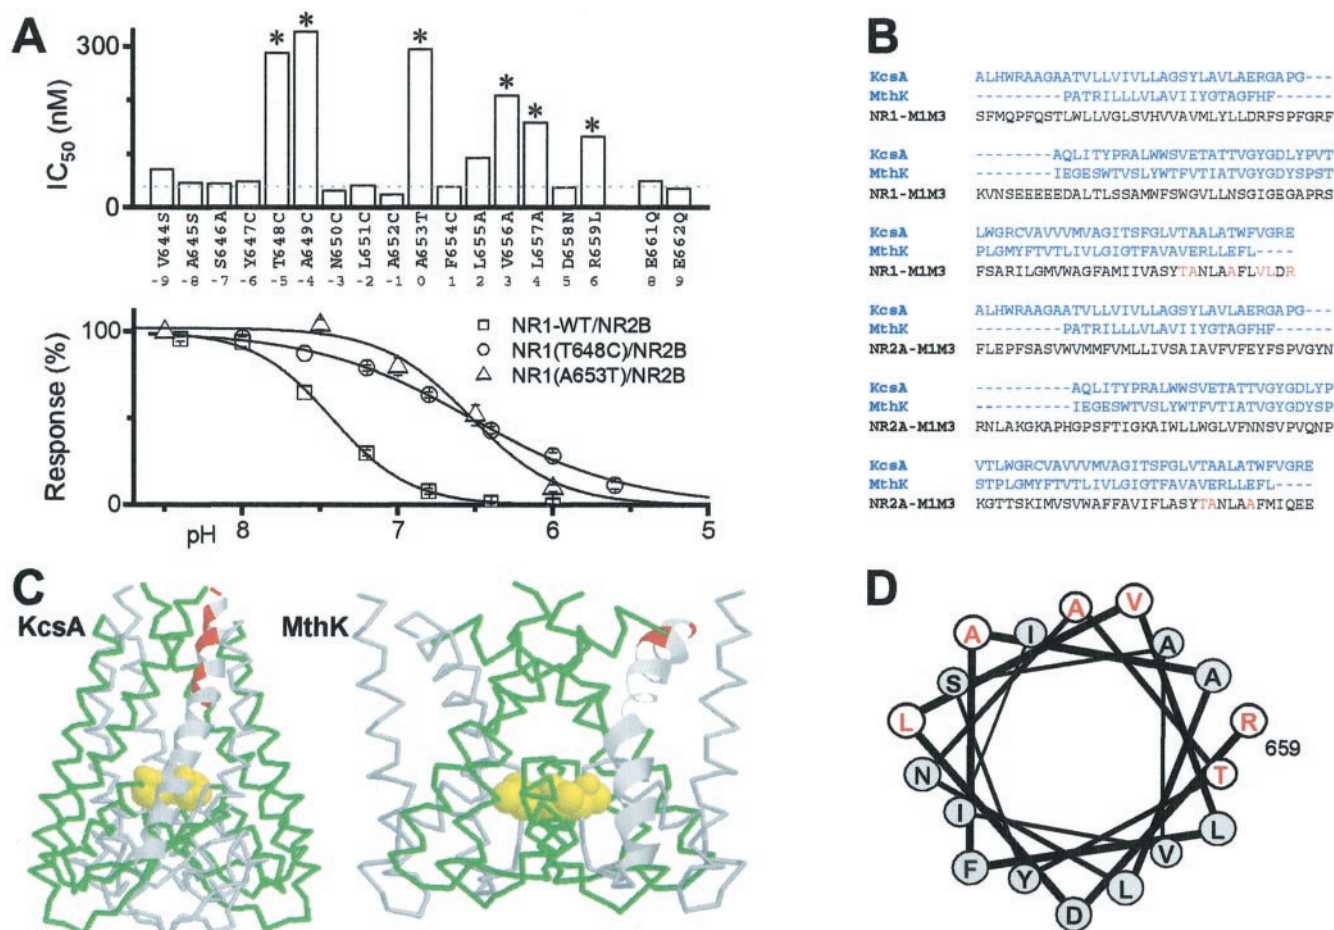 A
IC50 (nM)
300
0
V644S A645S S646A Y647C T648C A649C N650C L651C A652C A653T F654C L655A V656A L657A D658N R659L E661Q E662Q
-9 -8 -7 -6 -5 -4 -3 -2 -1 0 1 2 3 4 5 6 8 9
* * * * * *
Response (%)
100
0
NR1-WT/NR2B
NR1(T648C)/NR2B
NR1(A653T)/NR2B
pH 8 7 6 5
B
KcsA ALHWRAAGAATVLLVIVLLAGSYLAVLAERGAPG----
MthK ---------PATRILLLVLAVIIYGTAGFHF------
NR1-M1M3 SFMQPFQSTLWLLVGLSVHVVAVMLYLLDRFSPFGRF
KcsA --------AQLITYPRALWWSVETATTVGYGDLYPVT
MthK --------IEGESWTVSLYWTFVTIATVGYGDYSPST
NR1-M1M3 KVNSEEEEEDALTLSSAMWFSWGVLLNSGIGEGAPRS
KcsA LWGRCVAVVVMVAGITSFGLVTAALATWFVGRE
MthK PLGMYFTVTLIVLGIGTFAVAVERLLEFL----
NR1-M1M3 FSARILGMVWAGFAMIIVASYTANLAAFLVLDR
KcsA ALHWRAAGAATVLLVIVLLAGSYLAVLAERGAPG---
MthK ---------PATRILLLVLAVIIYGTAGFHF------
NR2A-M1M3 FLEPFSASVWVMMFVMLLIVSAIAVFVFEYFSPVGYN
KcsA ----------AQLITYPRALWWSVETATTVGYGDLYP
MthK ----------IEGESWTVSLYWTFVTIATVGYGDYSP
NR2A-M1M3 RNLAKGKAPHGPSFTIGKAIWLLWGLVFNNSVPVQNP
KcsA VTLWGRCVAVVVMVAGITSFGLVTAALATWFVGRE
MthK STPLGMYFTVTLIVLGIGTFAVAVERLLEFL----
NR2A-M1M3 KGTTSKIMVSVWAFFAVIFLASYTANLAAFMIQEE
C
KcsA
MthK
D
A I A V
S A A
L R 659
N T
I L
F Y V
D L